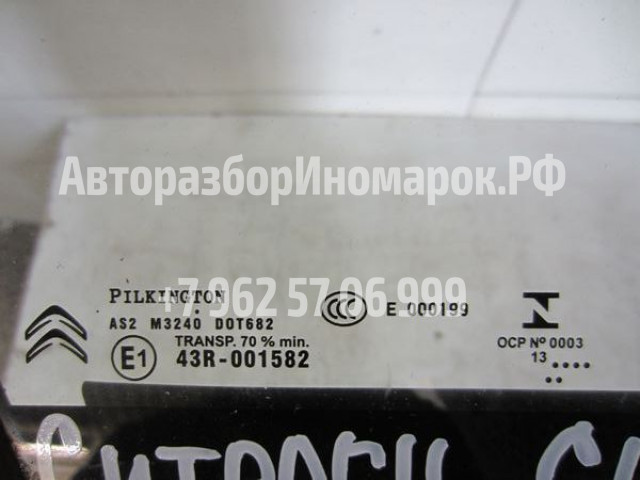 АвторазборИномарок.РФ
+7 962 57 06 999
PILKINGTON
CCC E 000199
AS2 M3240 DOT682
TRANSP. 70 % min.
E1 43R-001582
OCP Nº 0003
13